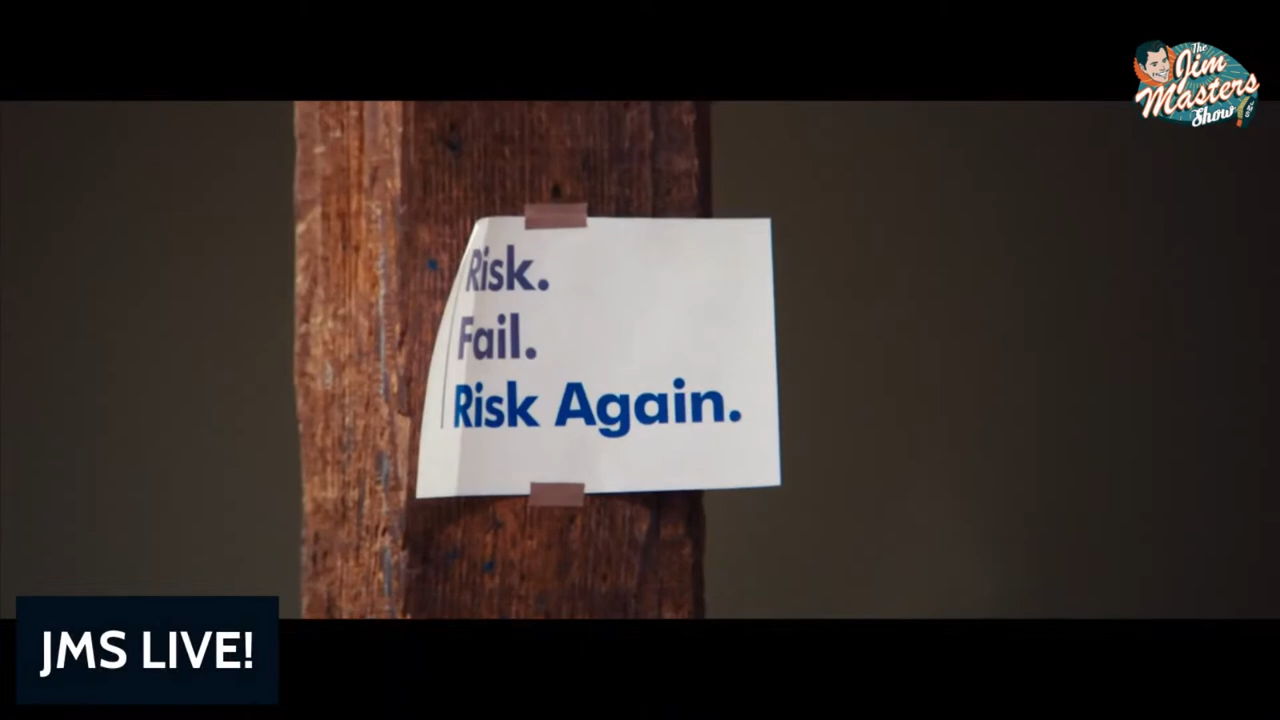 The
Jim
Masters
Show
Risk.
Fail.
Risk Again.
JMS LIVE!